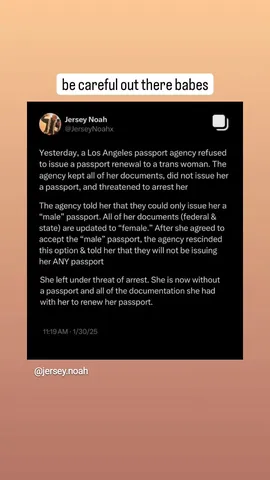 be careful out there babes
Jersey Noah
@JerseyNoahx
Yesterday, a Los Angeles passport agency refused
to issue a passport renewal to a trans woman. The
agency kept all of her documents, did not issue her
a passport, and threatened to arrest her
The agency told her that they could only issue her a
“male” passport. All of her documents (federal &
state) are updated to “female.” After she agreed to
accept the “male” passport, the agency rescinded
this option & told her that they will not be issuing
her ANY passport
She left under threat of arrest. She is now without
a passport and all of the documentation she had
with her to renew her passport.
11:19 AM · 1/30/25
@jersey.noah